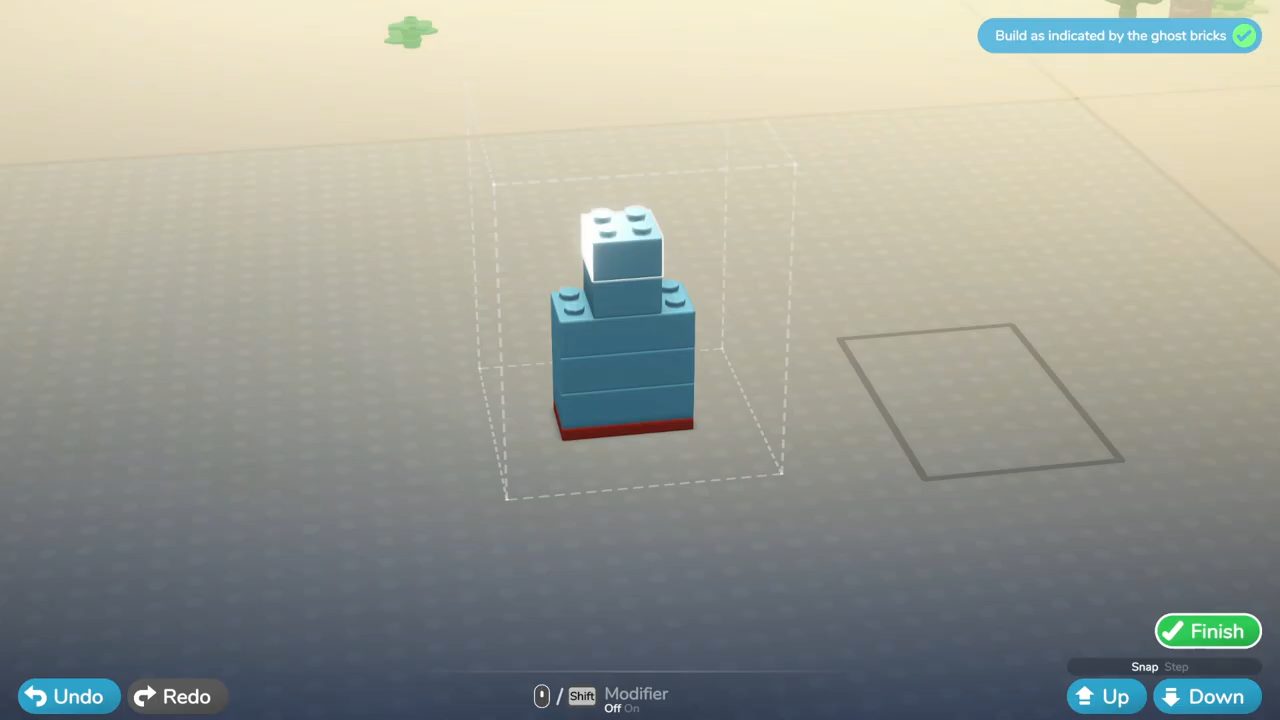 Build as indicated by the ghost bricks
Finish
Snap Step
Undo
Redo
/ Shift Modifier
Off On
Up
Down